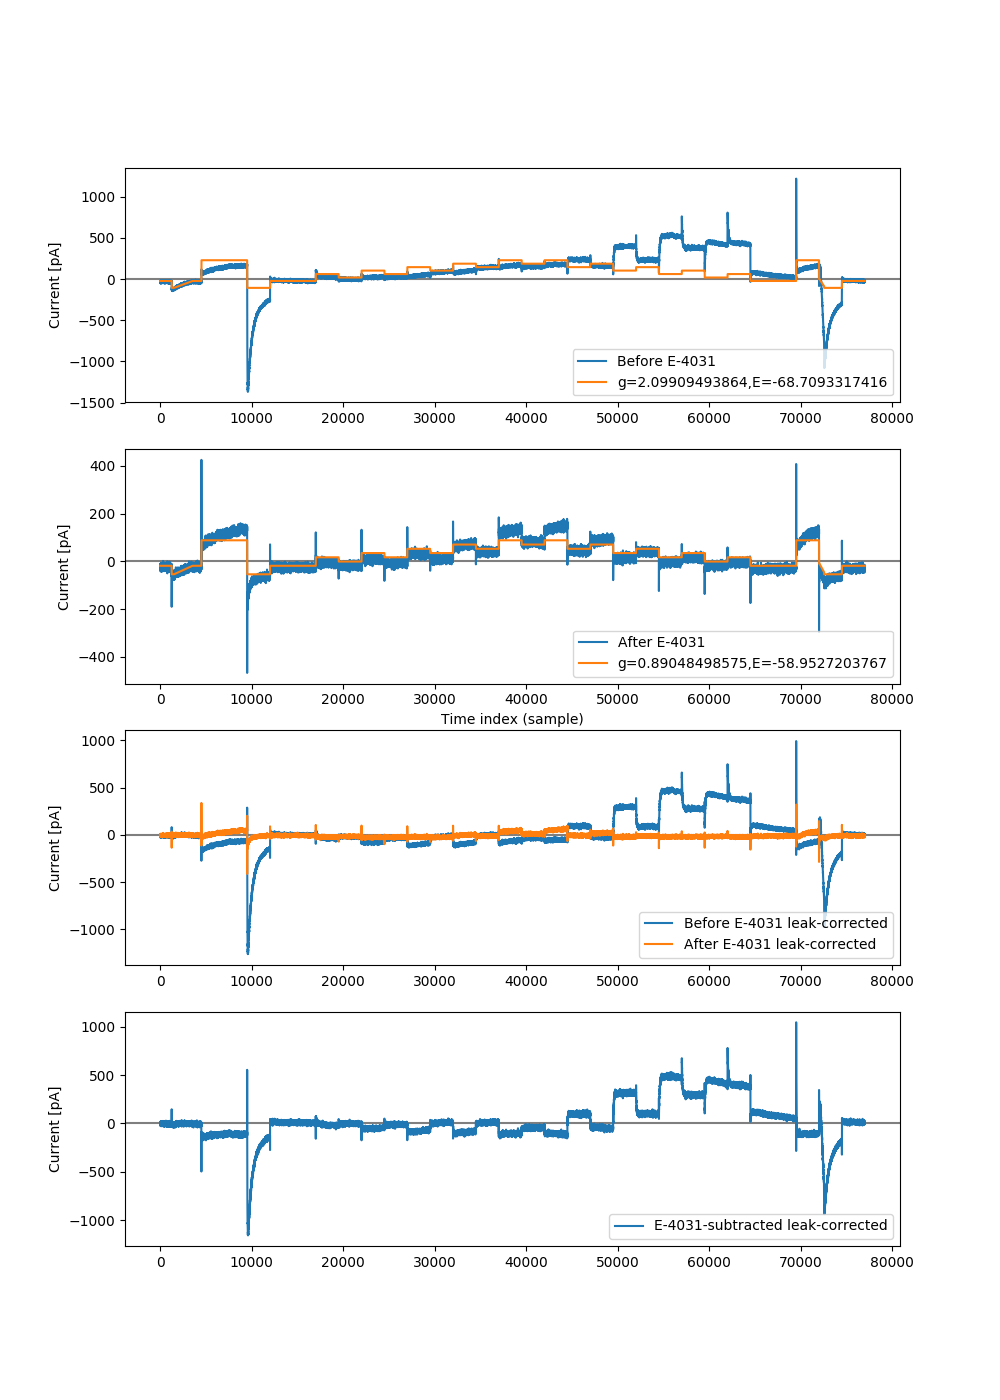 1000
500
0
−500
−1000
−1500
Current [pA]
Before E-4031
g=2.09909493864,E=-68.7093317416
0 10000 20000 30000 40000 50000 60000 70000 80000
400
200
0
−200
−400
Current [pA]
After E-4031
g=0.89048498575,E=-58.9527203767
0 10000 20000 30000 40000 50000 60000 70000 80000
Time index (sample)
1000
500
0
−500
−1000
Current [pA]
Before E-4031 leak-corrected
After E-4031 leak-corrected
0 10000 20000 30000 40000 50000 60000 70000 80000
1000
500
0
−500
−1000
Current [pA]
E-4031-subtracted leak-corrected
0 10000 20000 30000 40000 50000 60000 70000 80000